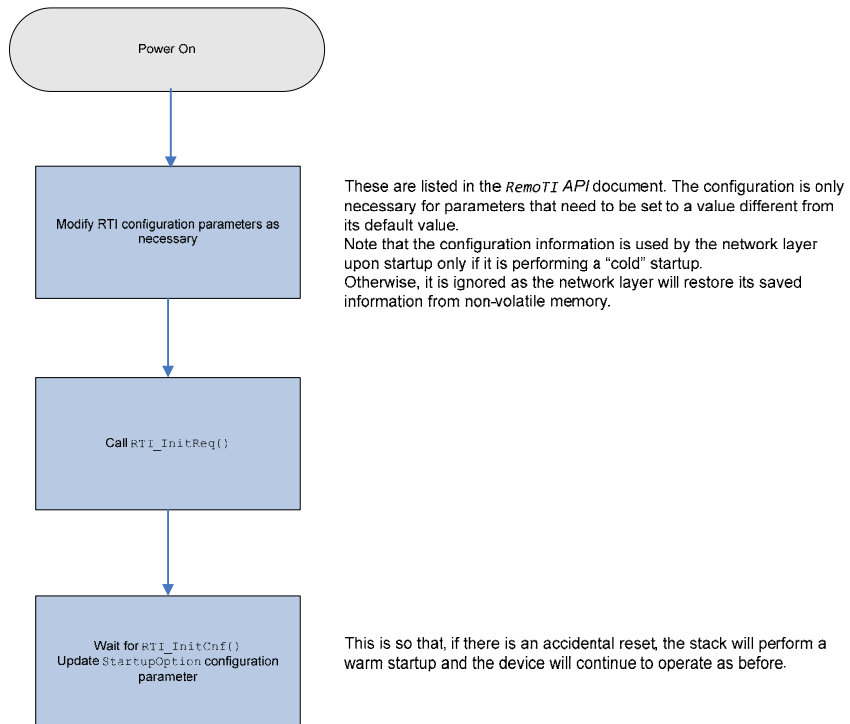 Power On
Modify RTI configuration parameters as
necessary
These are listed in the RemoTI API document. The configuration is only
necessary for parameters that need to be set to a value different from
its default value.
Note that the configuration information is used by the network layer
upon startup only if it is performing a “cold” startup.
Otherwise, it is ignored as the network layer will restore its saved
information from non-volatile memory.
Call RTI_InitReq()
Wait for RTI_InitCnf()
Update StartupOption configuration
parameter
This is so that, if there is an accidental reset, the stack will perform a
warm startup and the device will continue to operate as before.